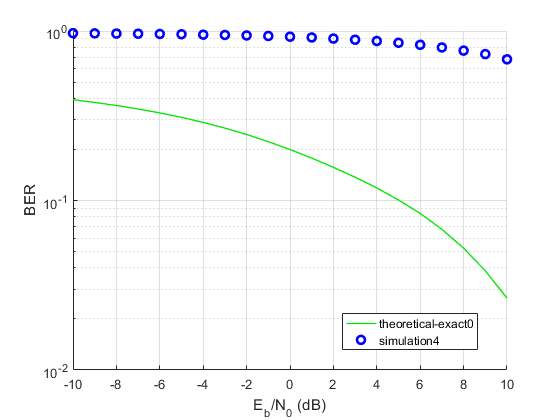 10^0
10^-1
10^-2
BER
-10 -8 -6 -4 -2 0 2 4 6 8 10
E_b/N_0 (dB)
theoretical-exact0
simulation4